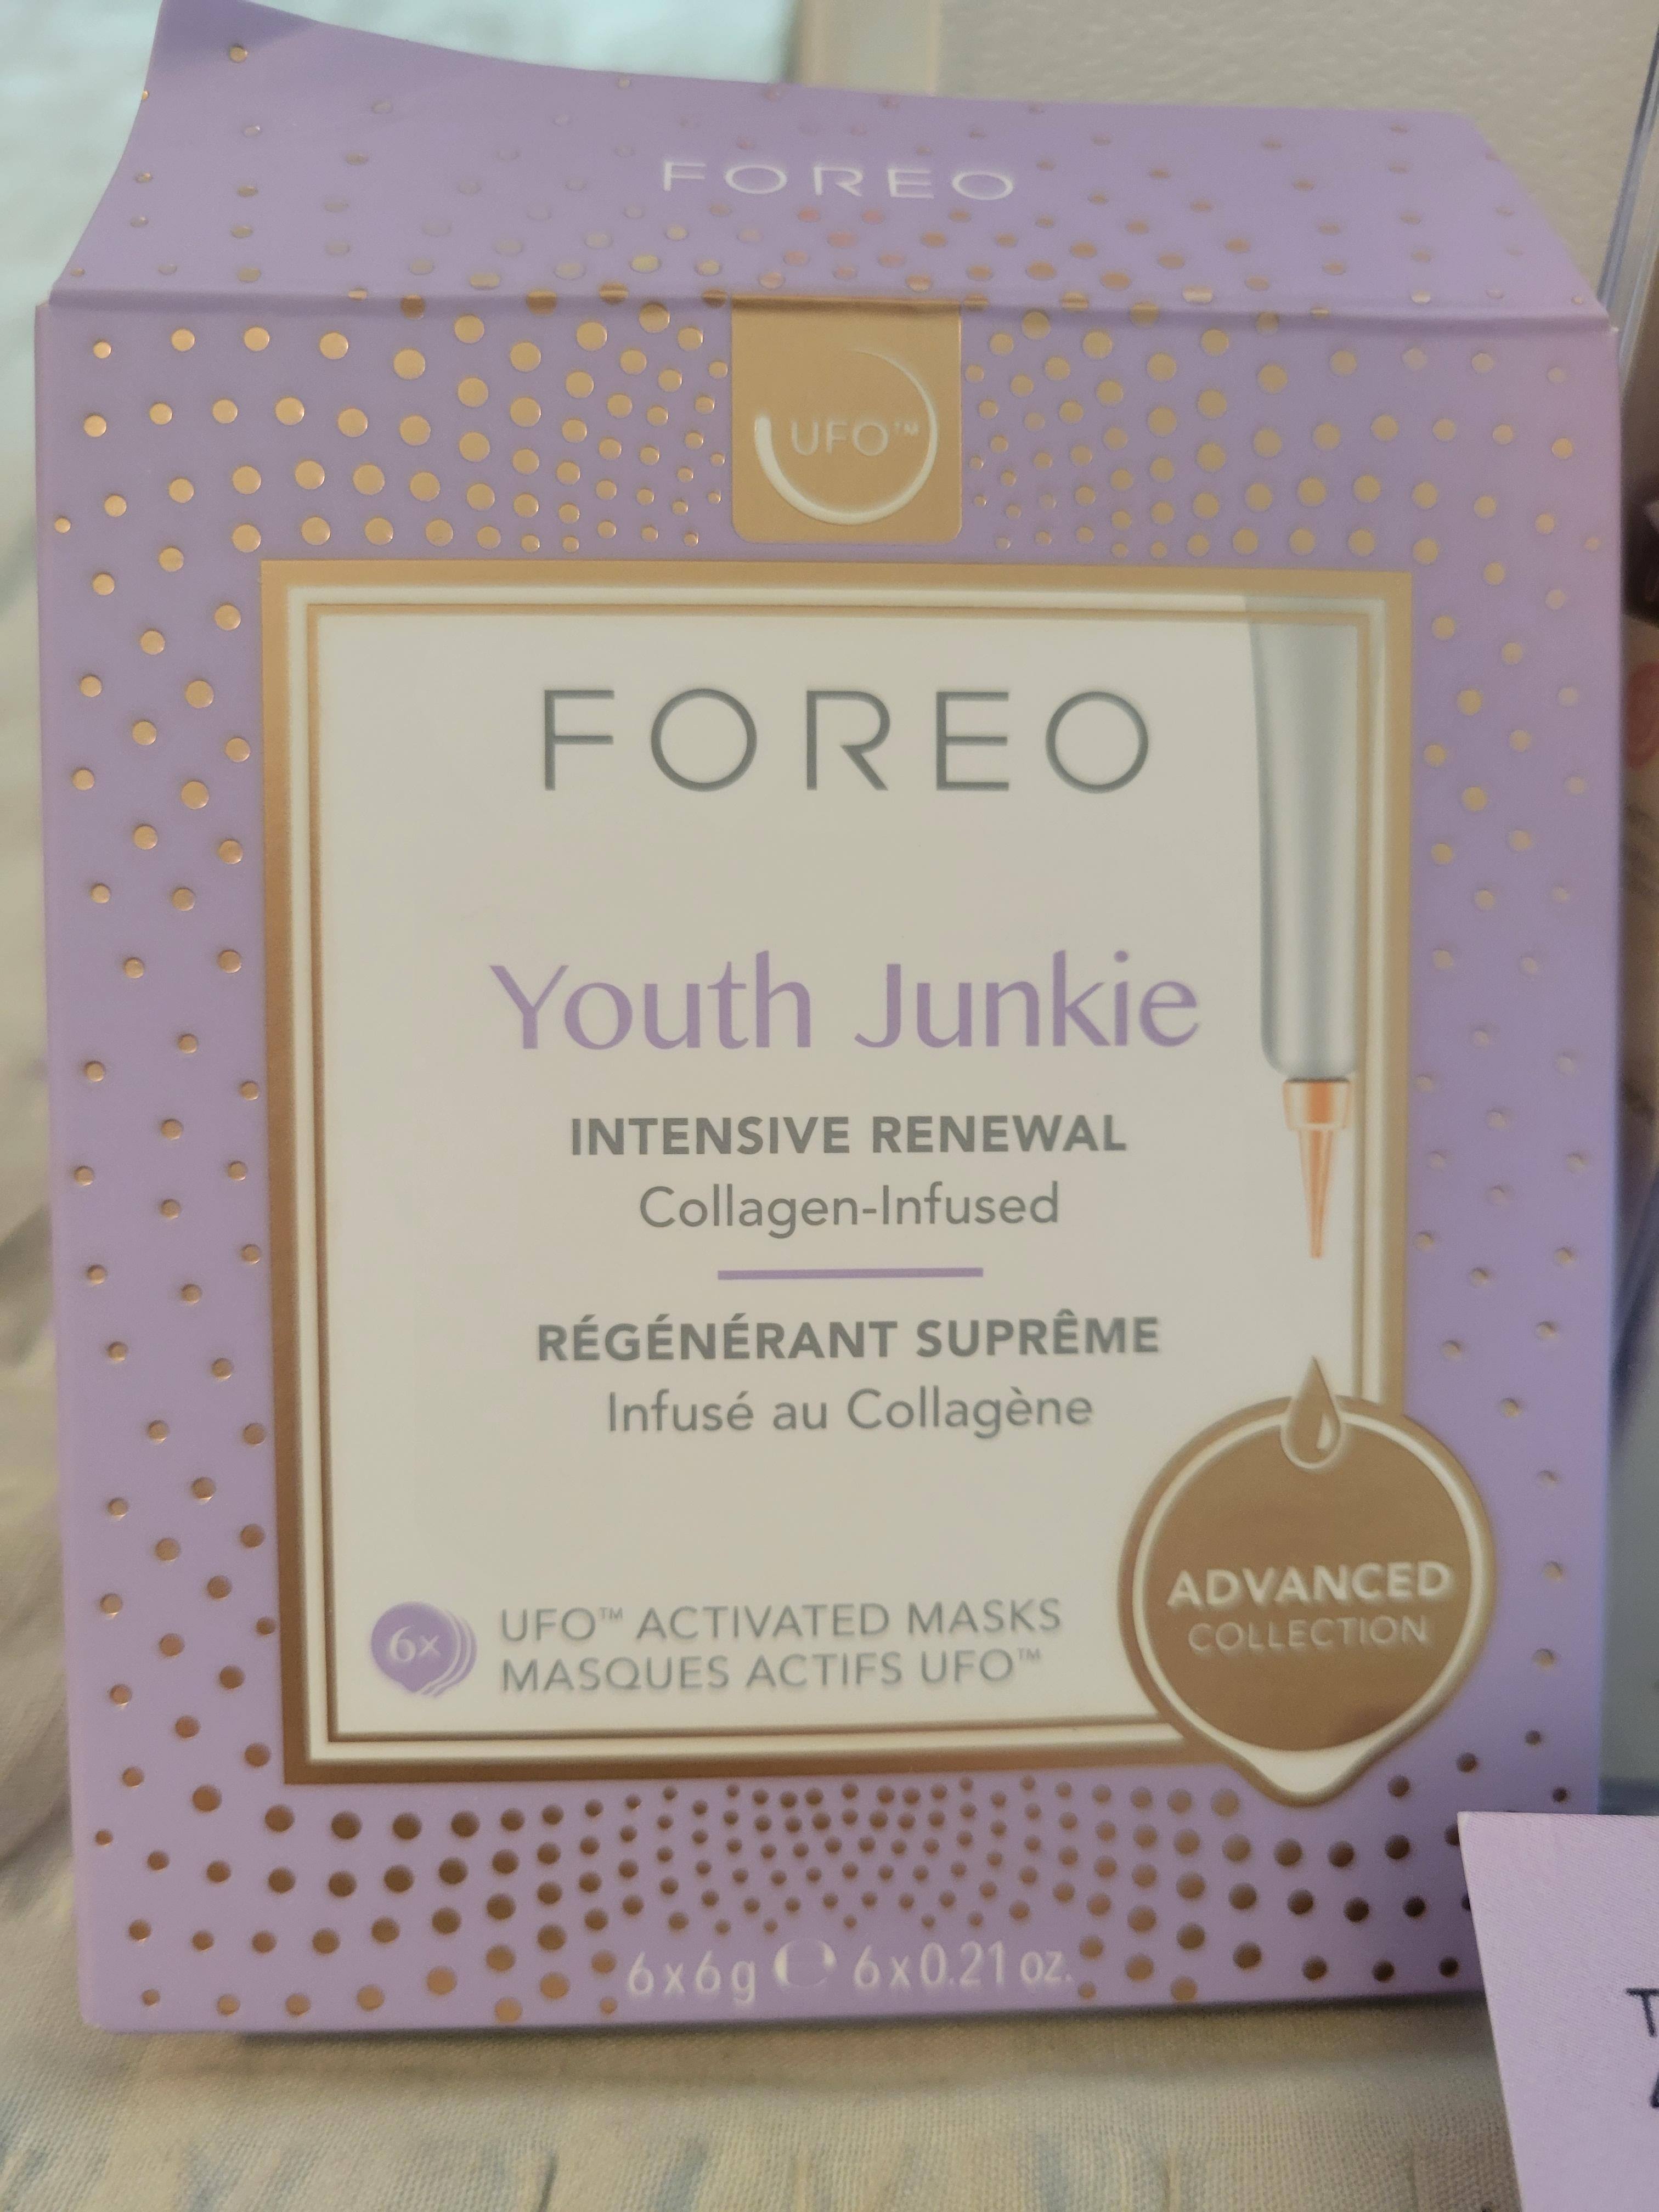 FOREO
UFO™
FOREO
Youth Junkie
INTENSIVE RENEWAL
Collagen-Infused
RÉGÉNÉRANT SUPRÊME
Infusé au Collagène
6x
UFO™ ACTIVATED MASKS
MASQUES ACTIFS UFO™
ADVANCED
COLLECTION
6x6g ℮ 6x0.21 oz.